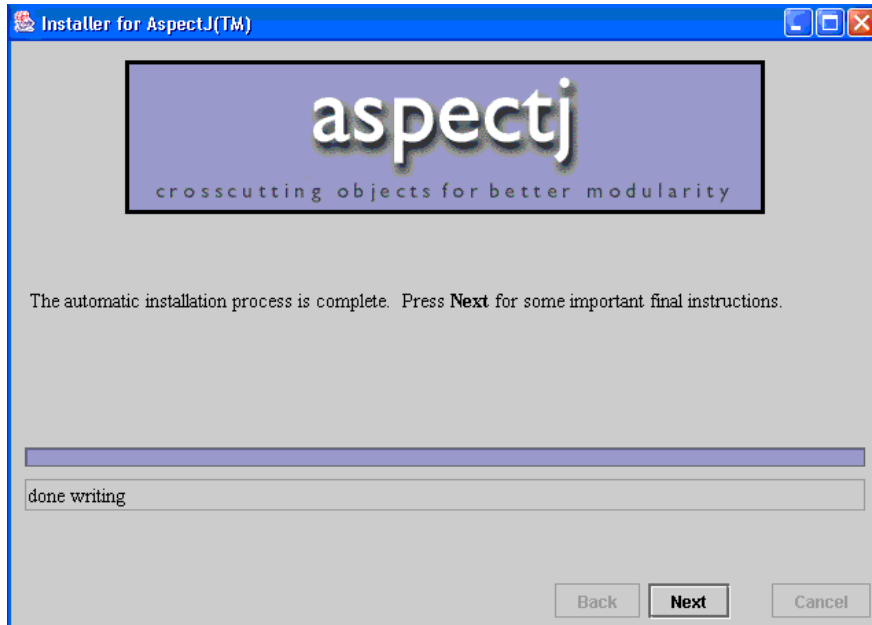 Installer for AspectJ(TM)
aspectj
crosscutting objects for better modularity
The automatic installation process is complete. Press Next for some important final instructions.
done writing
Back Next Cancel